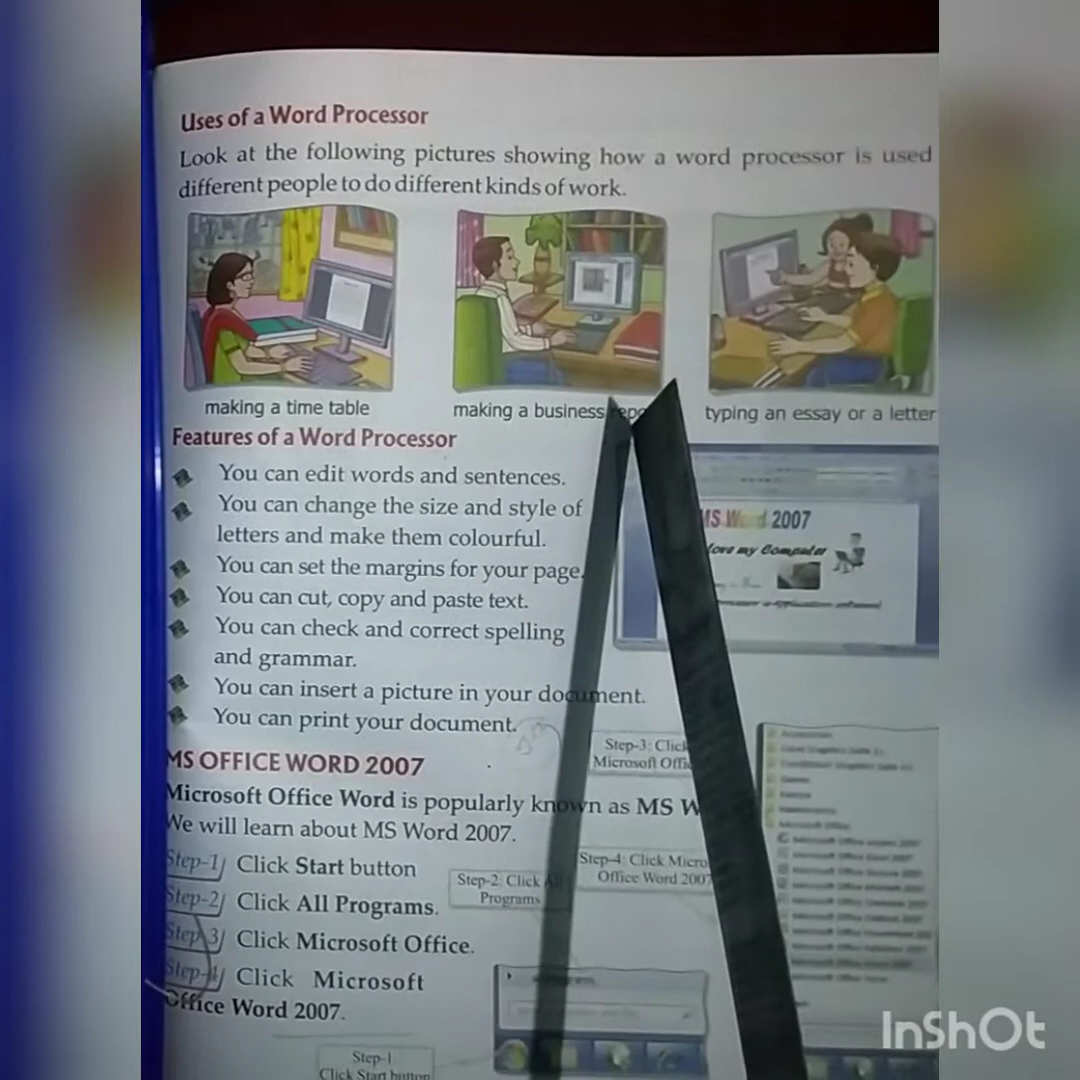 Uses of a Word Processor
Look at the following pictures showing how a word processor is used
different people to do different kinds of work.
making a time table
making a business repo
typing an essay or a letter
Features of a Word Processor
You can edit words and sentences.
You can change the size and style of
letters and make them colourful.
You can set the margins for your page.
You can cut, copy and paste text.
You can check and correct spelling
and grammar.
You can insert a picture in your document.
You can print your document.
MS Word 2007
love my Computer
MS OFFICE WORD 2007
Microsoft Office Word is popularly known as MS W
We will learn about MS Word 2007.
Step-1 Click Start button
Step-2 Click All Programs.
Step-3 Click Microsoft Office.
Step-4 Click Microsoft
Office Word 2007.
Step-3: Click
Microsoft Offi
Step-4: Click Micro
Office Word 2007
Step-2: Click All
Programs
Step-1
Click Start button
InShOt